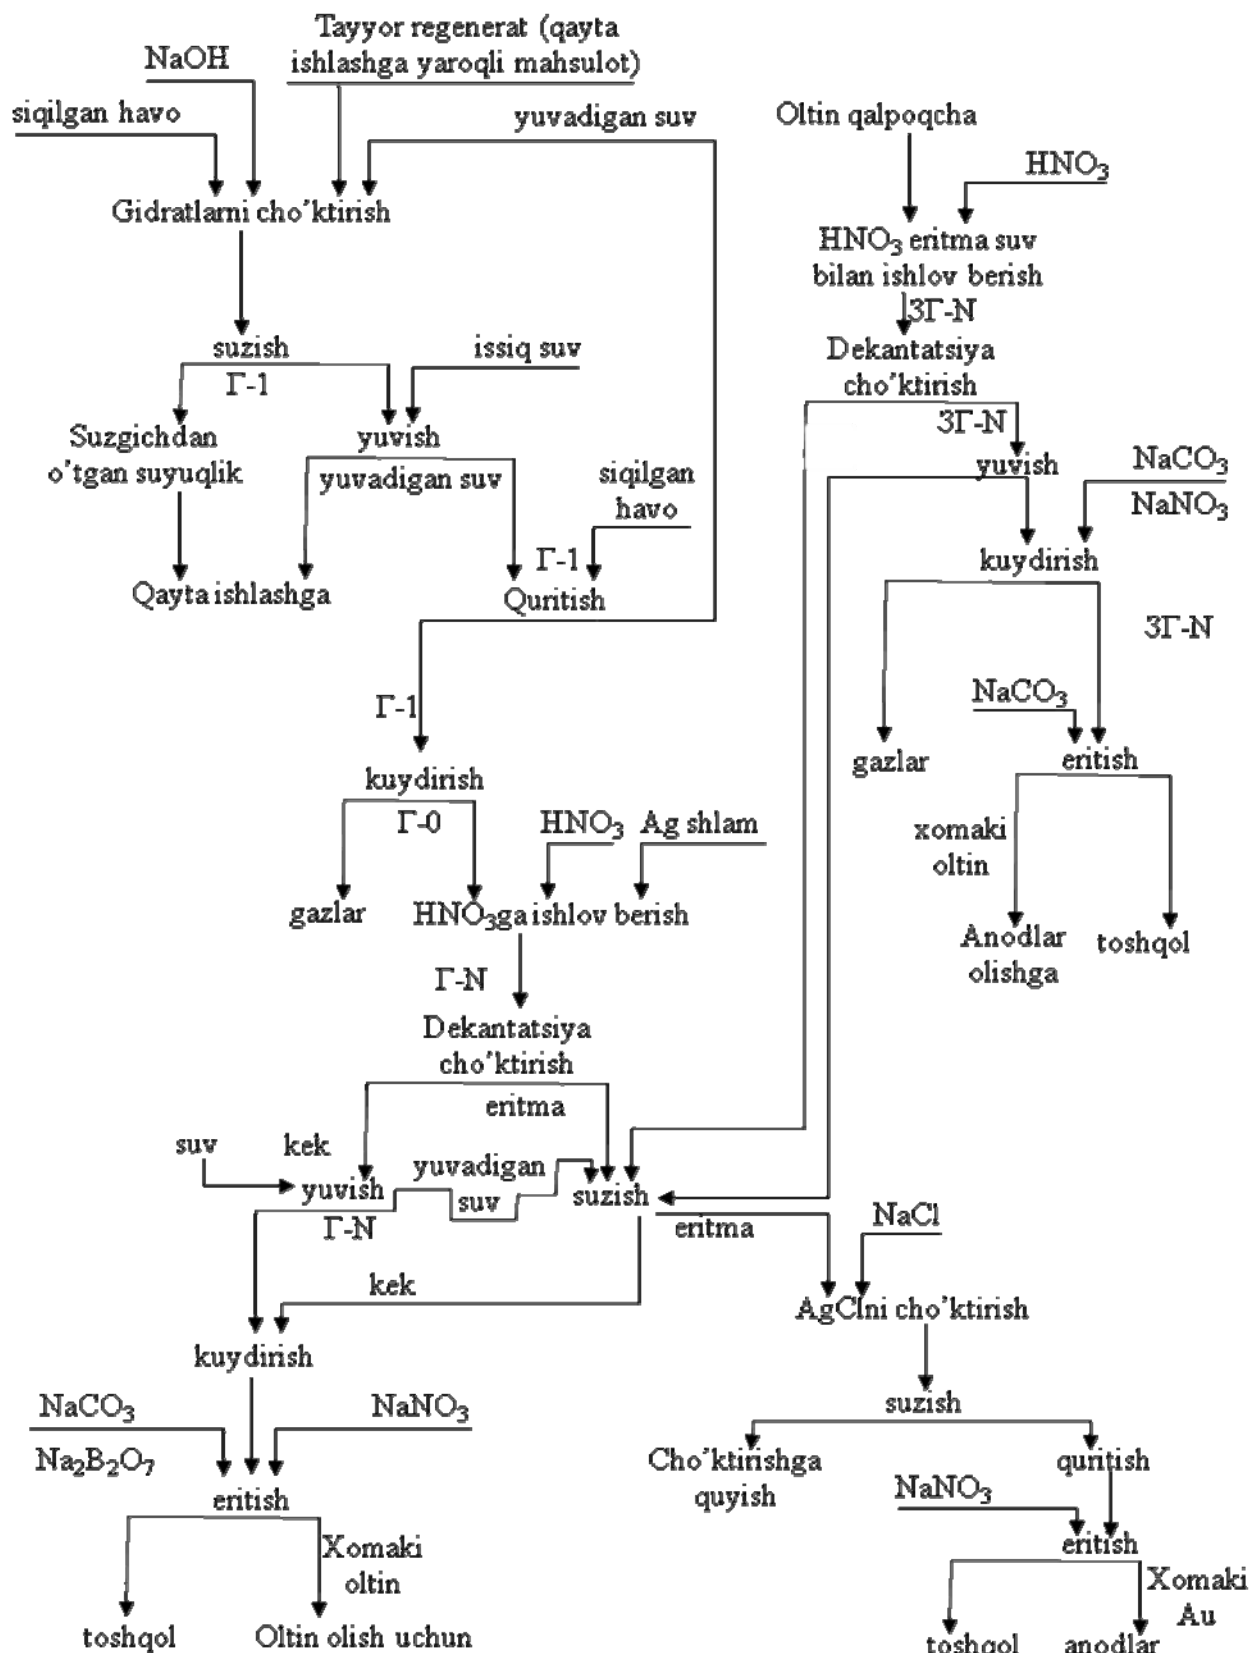 Tayyor regenerat (qayta
ishlashga yaroqli mahsulot)
NaOH
siqilgan havo
yuvadigan suv
Gidratlarni cho’ktirish
suzish
issiq suv
Г-1
Suzgichdan
o’tgan suyuqlik
yuvish
yuvadigan suv
siqilgan
havo
Г-1
Qayta ishlashga
Quritish
Г-1
kuydirish
Г-0
HNO₃
Ag shlam
gazlar
HNO₃ga ishlov berish
Г-N
Dekantatsiya
cho’ktirish
eritma
suv
kek
yuvish
yuvadigan
suv
suzish
Г-N
eritma
kek
kuydirish
NaCO₃
NaNO₃
Na₂B₂O₇
eritish
Xomaki
oltin
toshqol
Oltin olish uchun
Oltin qalpoqcha
HNO₃
HNO₃ eritma suv
bilan ishlov berish
3Г-N
Dekantatsiya
cho’ktirish
3Г-N
yuvish
NaCO₃
NaNO₃
kuydirish
3Г-N
NaCO₃
gazlar
eritish
xomaki
oltin
Anodlar
olishga
toshqol
NaCl
AgClni cho’ktirish
suzish
Cho’ktirishga
quyish
quritish
NaNO₃
eritish
Xomaki
Au
toshqol
anodlar